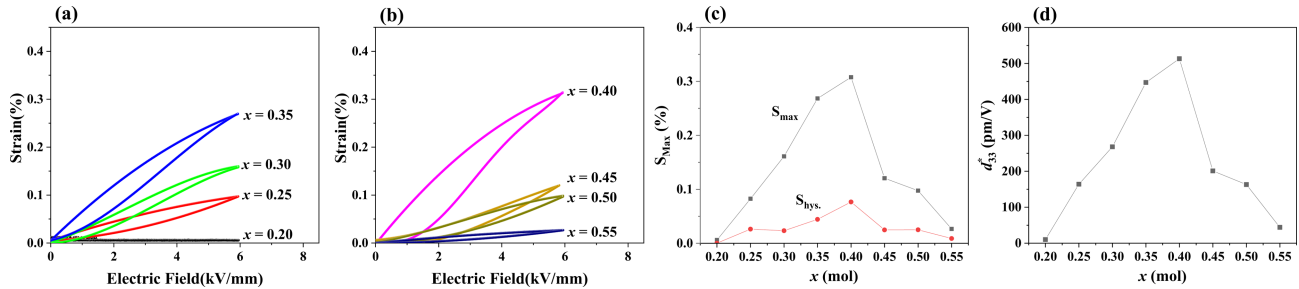 (a)
Strain(%)
0.4
0.3
0.2
0.1
0.0
x = 0.35
x = 0.30
x = 0.25
x = 0.20
0 2 4 6 8
Electric Field(kV/mm)
(b)
Strain(%)
0.4
0.3
0.2
0.1
0.0
x = 0.40
x = 0.45
x = 0.50
x = 0.55
0 2 4 6 8
Electric Field(kV/mm)
(c)
S_Max (%)
0.4
0.3
0.2
0.1
0.0
S_max
S_hys.
0.20 0.25 0.30 0.35 0.40 0.45 0.50 0.55
x (mol)
(d)
d*_33 (pm/V)
600
500
400
300
200
100
0
0.20 0.25 0.30 0.35 0.40 0.45 0.50 0.55
x (mol)